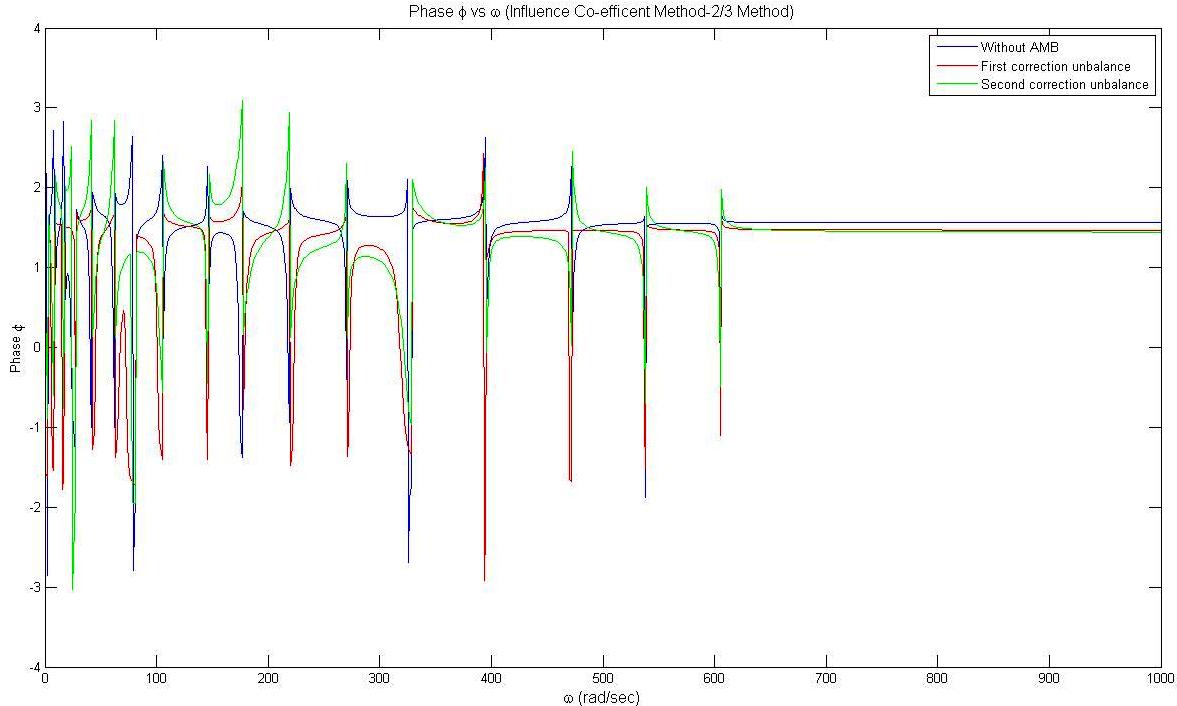 Phase ϕ vs ω (Influence Co-efficent Method-2/3 Method)
Without AMB
First correction unbalance
Second correction unbalance
4
3
2
1
0
-1
-2
-3
-4
Phase ϕ
0 100 200 300 400 500 600 700 800 900 1000
ω (rad/sec)